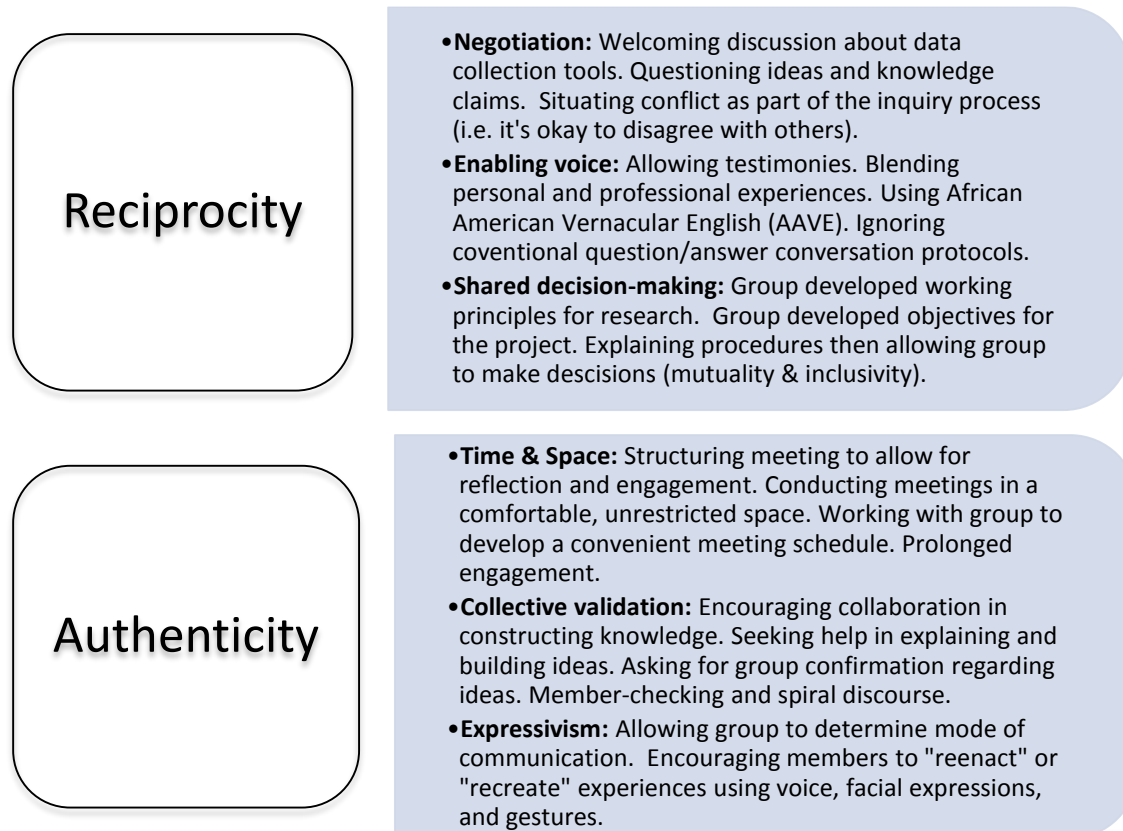 Reciprocity
•Negotiation: Welcoming discussion about data
collection tools. Questioning ideas and knowledge
claims.  Situating conflict as part of the inquiry process
(i.e. it's okay to disagree with others).
•Enabling voice: Allowing testimonies. Blending
personal and professional experiences. Using African
American Vernacular English (AAVE). Ignoring
coventional question/answer conversation protocols.
•Shared decision-making: Group developed working
principles for research.  Group developed objectives for
the project. Explaining procedures then allowing group
to make descisions (mutuality & inclusivity).
Authenticity
•Time & Space: Structuring meeting to allow for
reflection and engagement. Conducting meetings in a
comfortable, unrestricted space. Working with group to
develop a convenient meeting schedule. Prolonged
engagement.
•Collective validation: Encouraging collaboration in
constructing knowledge. Seeking help in explaining and
building ideas. Asking for group confirmation regarding
ideas. Member-checking and spiral discourse.
•Expressivism: Allowing group to determine mode of
communication.  Encouraging members to "reenact" or
"recreate" experiences using voice, facial expressions,
and gestures.